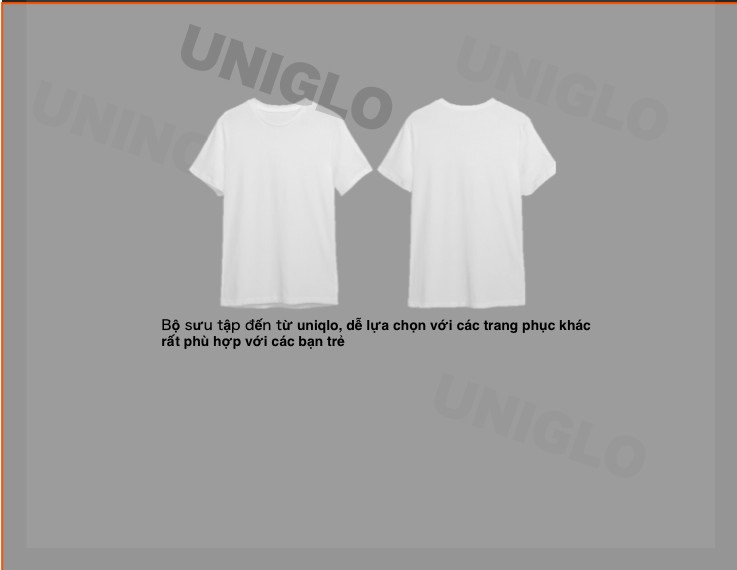 UNIGLO
UNIGLO
UNINC
Bộ sưu tập đến từ uniqlo, dễ lựa chọn với các trang phục khác
rất phù hợp với các bạn trẻ
UNIGLO